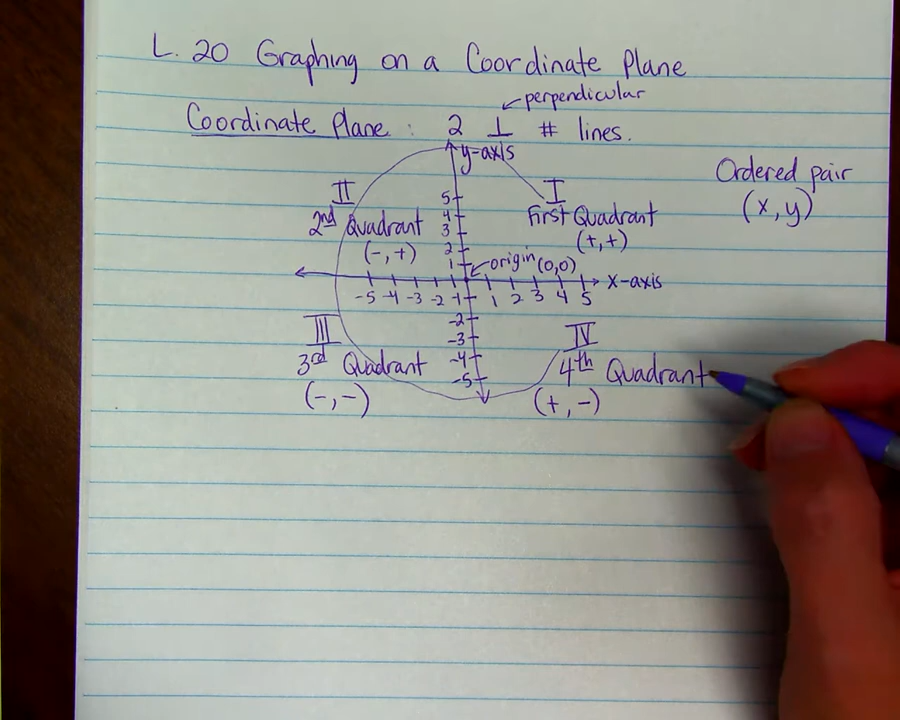 L. 20 Graphing on a Coordinate Plane
perpendicular
Coordinate Plane : 2 ⊥ # lines.
y-axis
Ordered pair
(x,y)
II
2nd Quadrant
(-,+)
I
First Quadrant
(+,+)
5
4
3
2
1
origin (0,0)
x-axis
-5 -4 -3 -2 -1 1 2 3 4 5
-2
-3
-4
-5
III
3rd Quadrant
(-,-)
IV
4th Quadrant
(+,-)